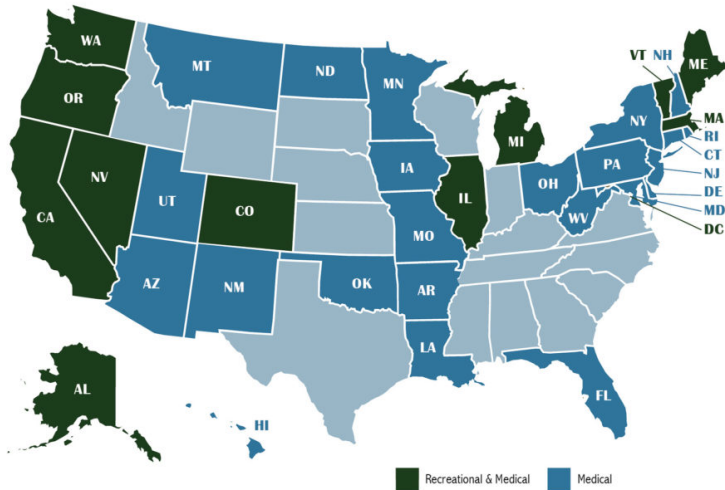 WA
MT
ND
MN
VT
NH
ME
OR
NY
MA
RI
CT
MI
IA
PA
NJ
NV
OH
DE
UT
IL
MD
CA
CO
WV
DC
MO
AZ
NM
OK
AR
LA
AL
FL
HI
Recreational & Medical
Medical